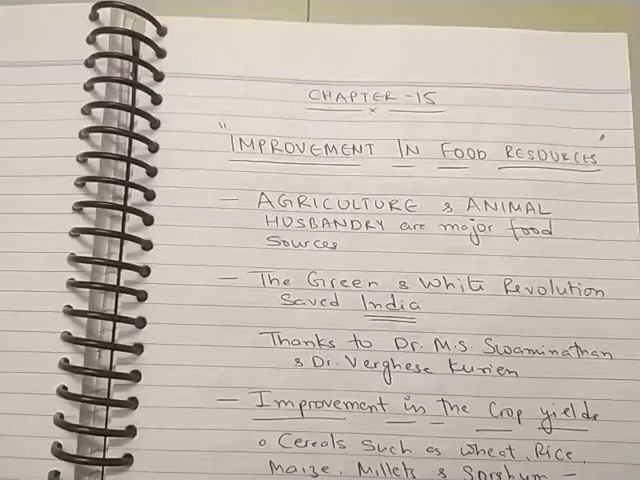 CHAPTER - 15
"IMPROVEMENT IN FOOD RESOURCES"
- AGRICULTURE & ANIMAL
HUSBANDRY are major food
Sources
- The Green & White Revolution
Saved India
Thanks to Dr. M.S. Swaminathan
& Dr. Verghese Kurien
- Improvement in the Crop yields
o Cereals Such as wheat, Rice,
Maize, Millets & Sorghum -